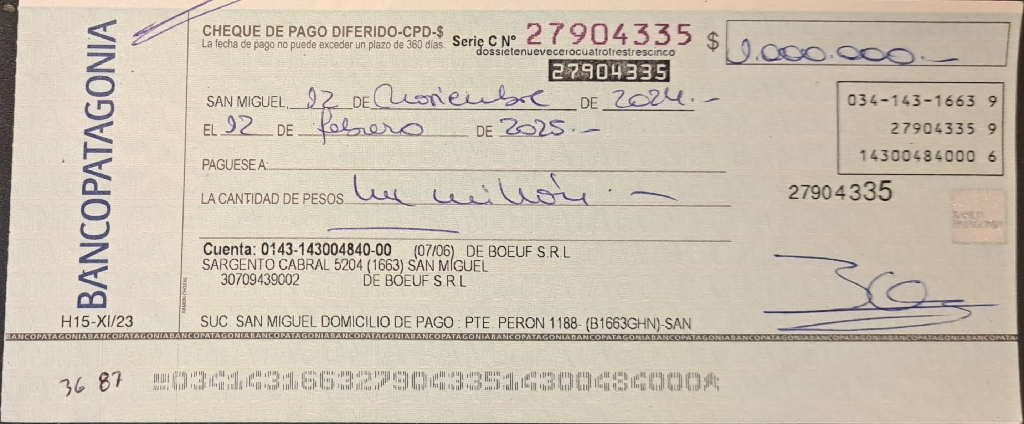 BANCOPATAGONIA
H15-XI/23
CHEQUE DE PAGO DIFERIDO-CPD-$
La fecha de pago no puede exceder un plazo de 360 días.
Serie C Nº 27904335 $ 1.000.000.-
dossietenuevecerocuatrotrestrescinco
27904335
SAN MIGUEL, 12 DE Noviembre DE 2024.-
EL 12 DE febrero DE 2025.-
PAGUESE A:
LA CANTIDAD DE PESOS Un millón.-
034-143-1663 9
27904335 9
14300484000 6
27904335
Cuenta: 0143-143004840-00 (07/06) DE BOEUF S.R.L
SARGENTO CABRAL 5204 (1663) SAN MIGUEL
30709439002 DE BOEUF S.R.L
SUC SAN MIGUEL DOMICILIO DE PAGO : PTE PERON 1188- (B1663GHN)-SAN
BANCOPATAGONIABANCOPATAGONIABANCOPATAGONIABANCOPATAGONIABANCOPATAGONIABANCOPATAGONIA
36 87
03414316632790433514300484000